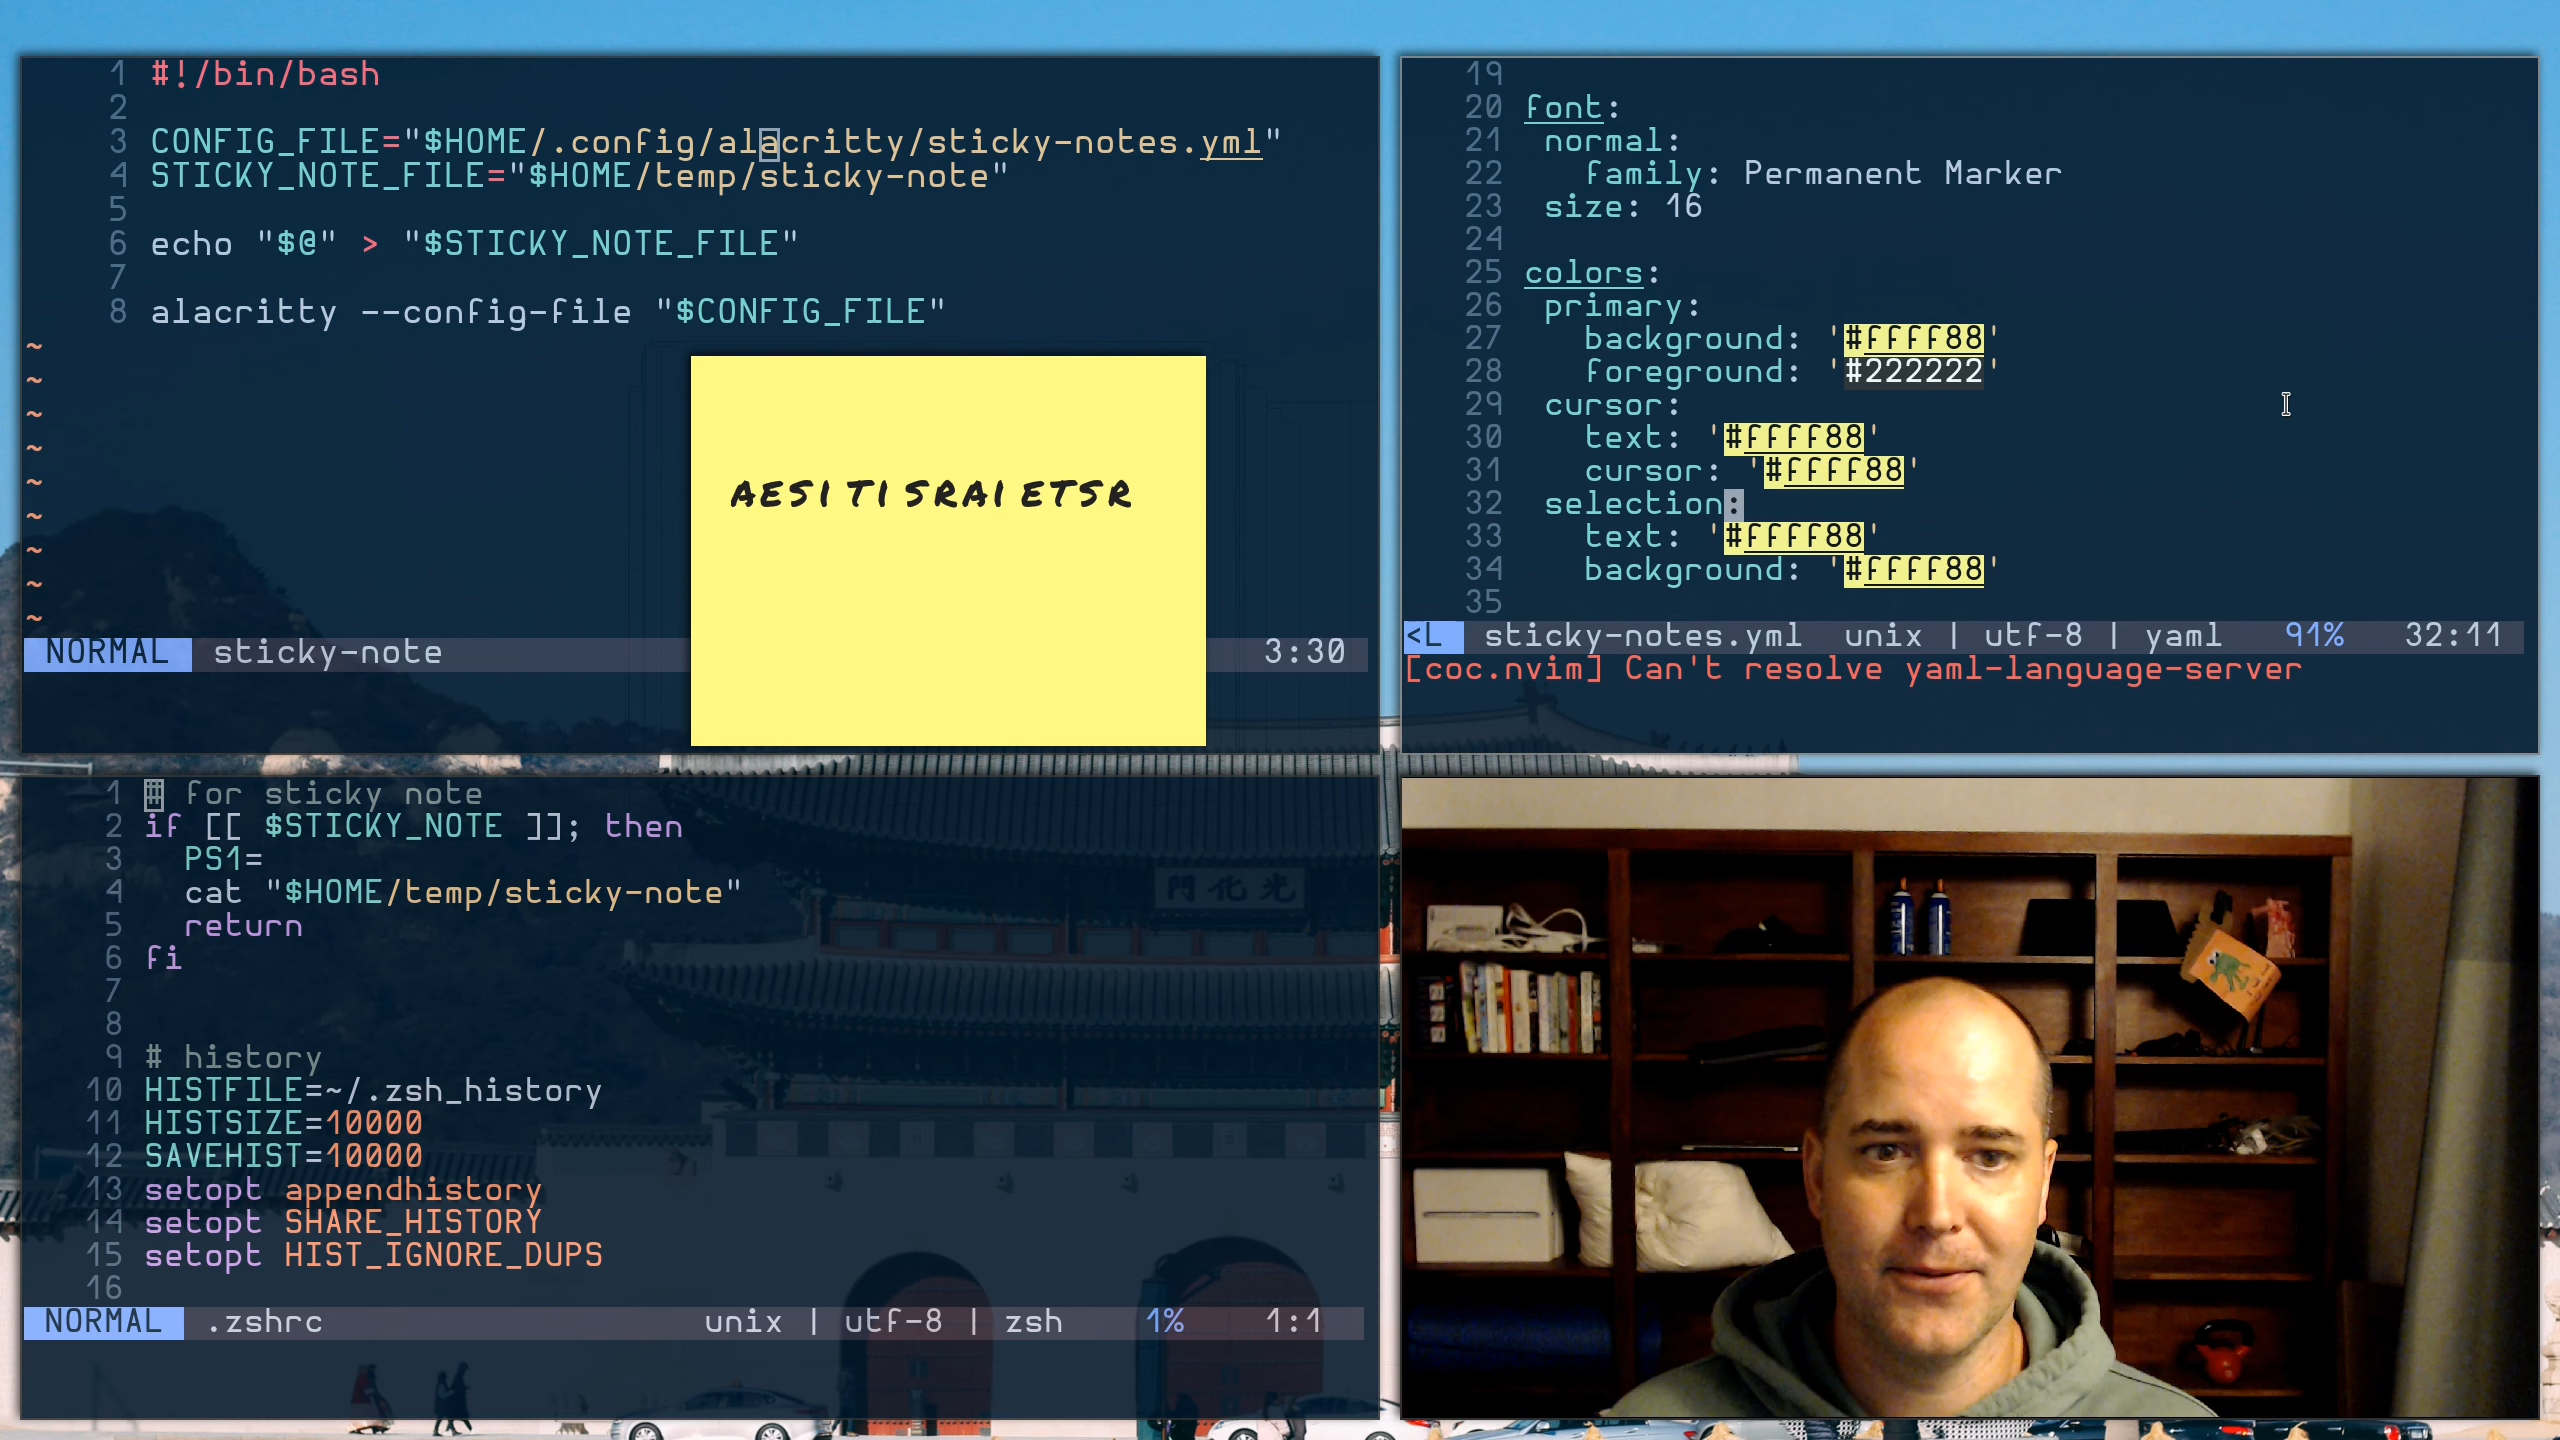 1 #!/bin/bash
2
3 CONFIG_FILE="$HOME/.config/alacritty/sticky-notes.yml"
4 STICKY_NOTE_FILE="$HOME/temp/sticky-note"
5
6 echo "$@" > "$STICKY_NOTE_FILE"
7
8 alacritty --config-file "$CONFIG_FILE"
~
~
~
~
~
~
~
~
~
NORMAL sticky-note 3:30
AESI TI SRAI ETSR
19
20 font:
21 normal:
22 family: Permanent Marker
23 size: 16
24
25 colors:
26 primary:
27 background: '#ffff88'
28 foreground: '#222222'
29 cursor:
30 text: '#ffff88'
31 cursor: '#ffff88'
32 selection:
33 text: '#ffff88'
34 background: '#ffff88'
35
<L sticky-notes.yml unix | utf-8 | yaml 91% 32:11
[coc.nvim] Can't resolve yaml-language-server
1 # for sticky note
2 if [[ $STICKY_NOTE ]]; then
3 PS1=
4 cat "$HOME/temp/sticky-note"
5 return
6 fi
7
8
9 # history
10 HISTFILE=~/.zsh_history
11 HISTSIZE=10000
12 SAVEHIST=10000
13 setopt appendhistory
14 setopt SHARE_HISTORY
15 setopt HIST_IGNORE_DUPS
16
NORMAL .zshrc unix | utf-8 | zsh 1% 1:1
門化光